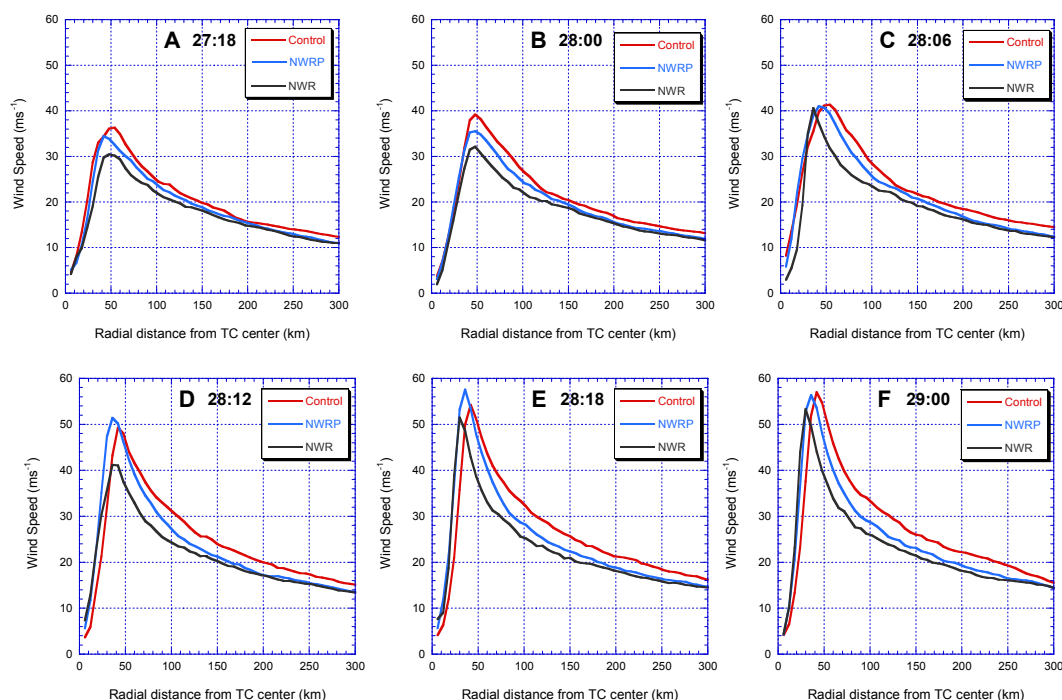 A 27:18
Control
NWRP
NWR
60
50
40
30
20
10
0
Wind Speed (ms-1)
0 50 100 150 200 250 300
Radial distance from TC center (km)
B 28:00
Control
NWRP
NWR
60
50
40
30
20
10
0
Wind Speed (ms-1)
0 50 100 150 200 250 300
Radial distance from TC center (km)
C 28:06
Control
NWRP
NWR
60
50
40
30
20
10
0
Wind Speed (ms-1)
0 50 100 150 200 250 300
Radial distance from TC center (km)
D 28:12
Control
NWRP
NWR
60
50
40
30
20
10
0
Wind Speed (ms-1)
0 50 100 150 200 250 300
Radial distance from TC center (km)
E 28:18
Control
NWRP
NWR
60
50
40
30
20
10
0
Wind Speed (ms-1)
0 50 100 150 200 250 300
Radial distance from TC center (km)
F 29:00
Control
NWRP
NWR
60
50
40
30
20
10
0
Wind Speed (ms-1)
0 50 100 150 200 250 300
Radial distance from TC center (km)